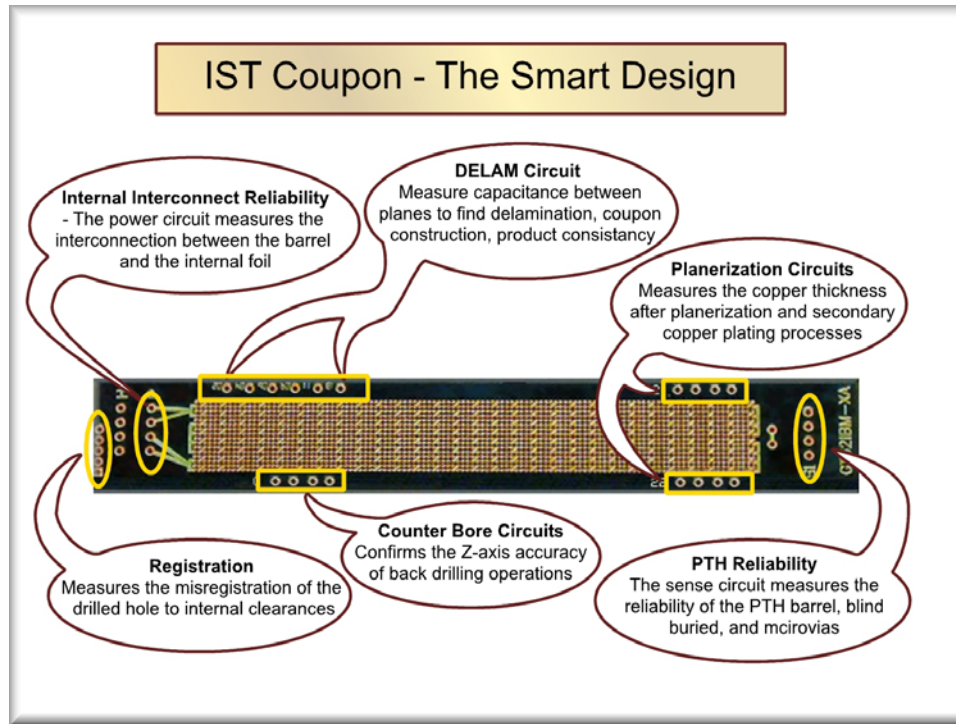 IST Coupon - The Smart Design
Internal Interconnect Reliability
- The power circuit measures the
interconnection between the barrel
and the internal foil
DELAM Circuit
Measure capacitance between
planes to find delamination, coupon
construction, product consistancy
Planerization Circuits
Measures the copper thickness
after planerization and secondary
copper plating processes
Registration
Measures the misregistration of the
drilled hole to internal clearances
Counter Bore Circuits
Confirms the Z-axis accuracy
of back drilling operations
PTH Reliability
The sense circuit measures the
reliability of the PTH barrel, blind
buried, and mcirovias